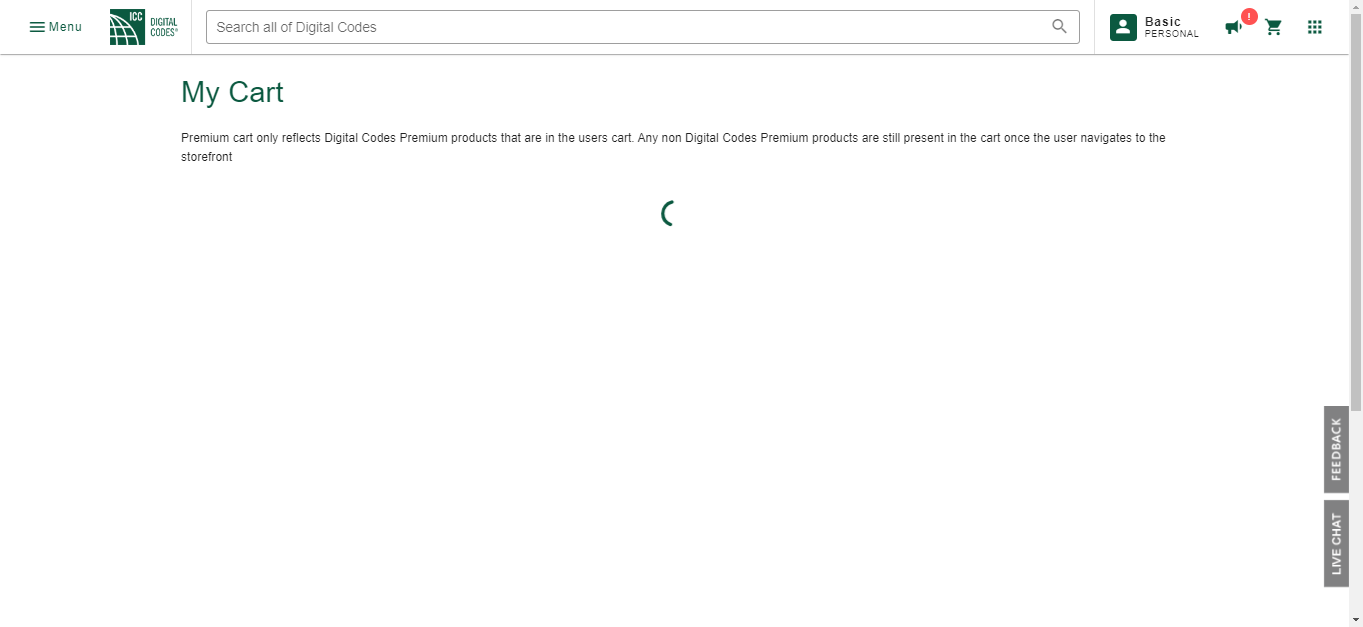 Menu
ICC
DIGITAL
CODES®
Search all of Digital Codes
Basic
PERSONAL
!
My Cart
Premium cart only reflects Digital Codes Premium products that are in the users cart. Any non Digital Codes Premium products are still present in the cart once the user navigates to the
storefront
FEEDBACK
LIVE CHAT